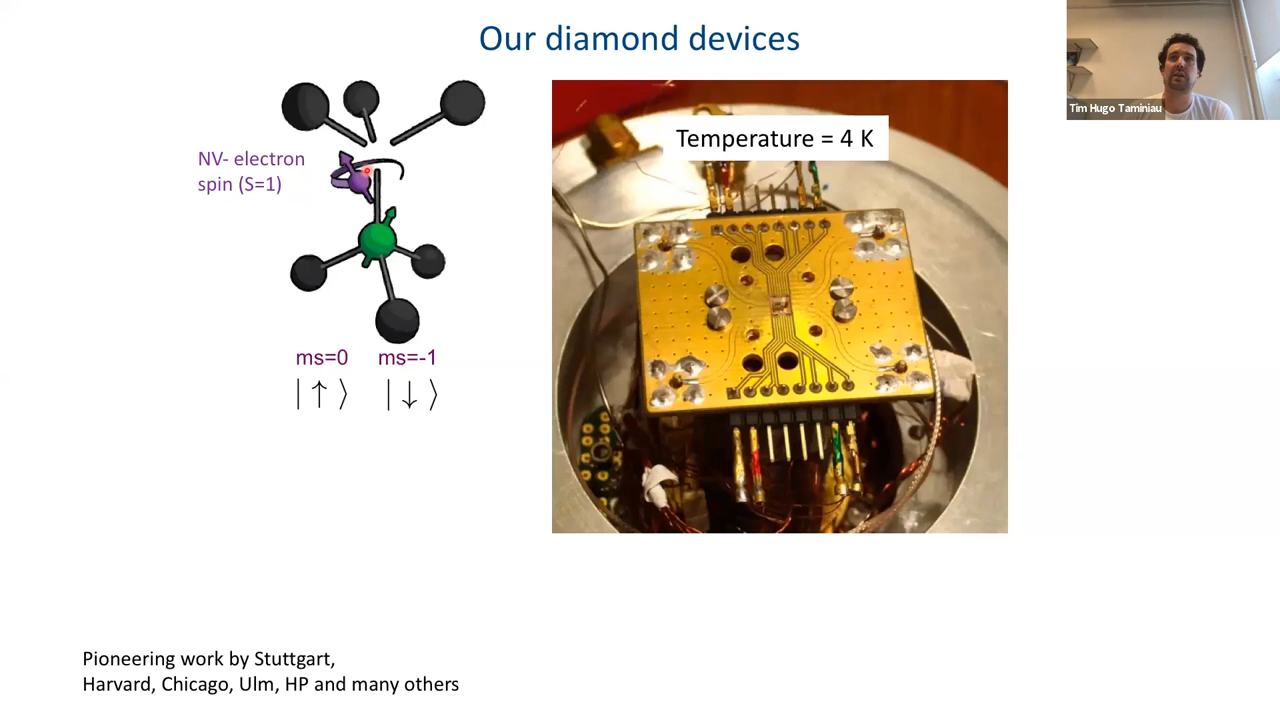 Our diamond devices
Tim Hugo Taminiau
Temperature = 4 K
NV- electron
spin (S=1)
ms=0 ms=-1
|↑⟩ |↓⟩
Pioneering work by Stuttgart,
Harvard, Chicago, Ulm, HP and many others